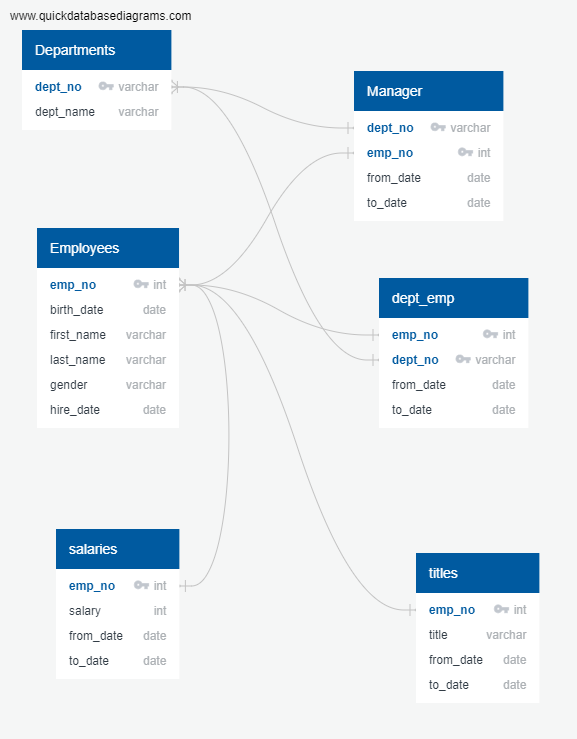 www.quickdatabasediagrams.com
Departments
dept_no varchar
dept_name varchar
Manager
dept_no varchar
emp_no int
from_date date
to_date date
Employees
emp_no int
birth_date date
first_name varchar
last_name varchar
gender varchar
hire_date date
dept_emp
emp_no int
dept_no varchar
from_date date
to_date date
salaries
emp_no int
salary int
from_date date
to_date date
titles
emp_no int
title varchar
from_date date
to_date date